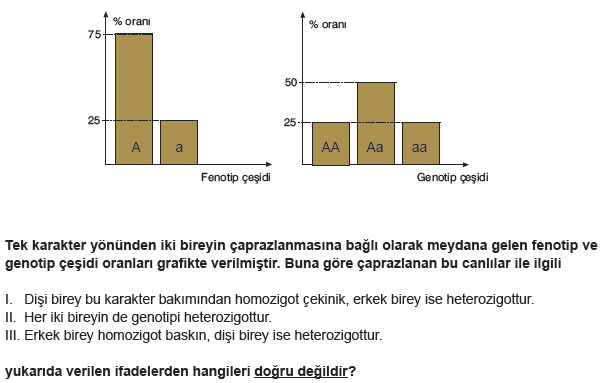 % oranı
75
25
A
a
Fenotip çeşidi
% oranı
50
25
AA
Aa
aa
Genotip çeşidi
Tek karakter yönünden iki bireyin çaprazlanmasına bağlı olarak meydana gelen fenotip ve
genotip çeşidi oranları grafikte verilmiştir. Buna göre çaprazlanan bu canlılar ile ilgili
I. Dişi birey bu karakter bakımından homozigot çekinik, erkek birey ise heterozigottur.
II. Her iki bireyin de genotipi heterozigottur.
III. Erkek birey homozigot baskın, dişi birey ise heterozigottur.
yukarıda verilen ifadelerden hangileri doğru değildir?